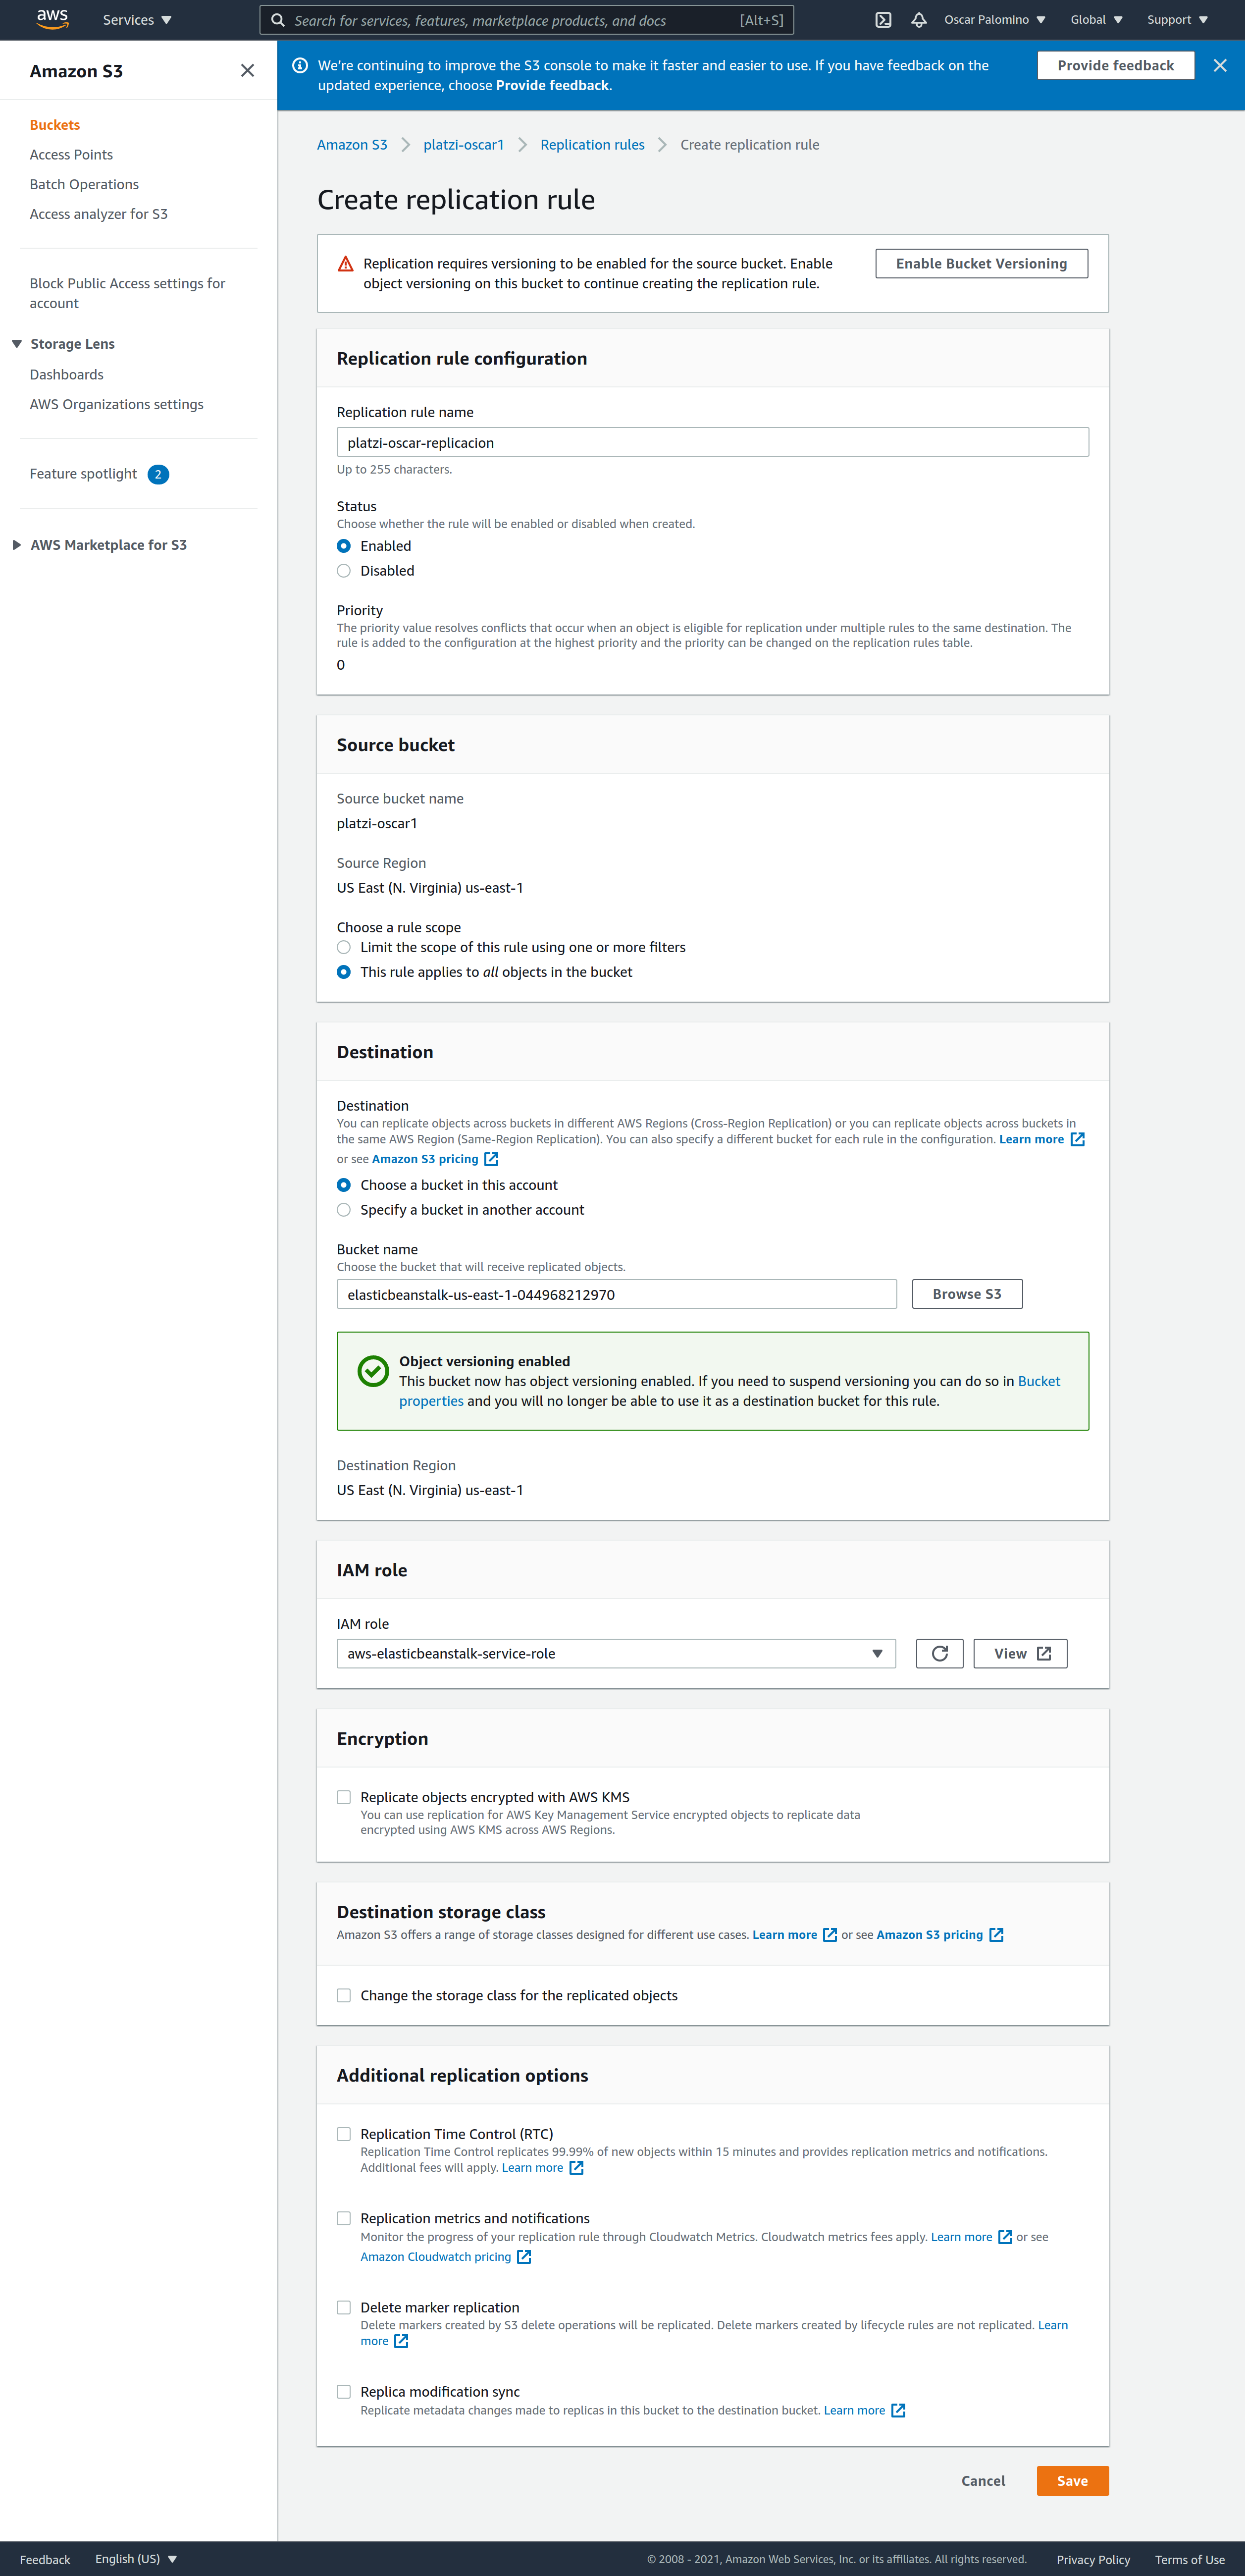 aws
Services
Search for services, features, marketplace products, and docs
[Alt+S]
Oscar Palomino
Global
Support
Amazon S3
Buckets
Access Points
Batch Operations
Access analyzer for S3
Block Public Access settings for
account
Storage Lens
Dashboards
AWS Organizations settings
Feature spotlight 2
AWS Marketplace for S3
We're continuing to improve the S3 console to make it faster and easier to use. If you have feedback on the
updated experience, choose Provide feedback.
Provide feedback
Amazon S3 > platzi-oscar1 > Replication rules > Create replication rule
Create replication rule
Replication requires versioning to be enabled for the source bucket. Enable
object versioning on this bucket to continue creating the replication rule.
Enable Bucket Versioning
Replication rule configuration
Replication rule name
platzi-oscar-replicacion
Up to 255 characters.
Status
Choose whether the rule will be enabled or disabled when created.
Enabled
Disabled
Priority
The priority value resolves conflicts that occur when an object is eligible for replication under multiple rules to the same destination. The
rule is added to the configuration at the highest priority and the priority can be changed on the replication rules table.
0
Source bucket
Source bucket name
platzi-oscar1
Source Region
US East (N. Virginia) us-east-1
Choose a rule scope
Limit the scope of this rule using one or more filters
This rule applies to all objects in the bucket
Destination
Destination
You can replicate objects across buckets in different AWS Regions (Cross-Region Replication) or you can replicate objects across buckets in
the same AWS Region (Same-Region Replication). You can also specify a different bucket for each rule in the configuration. Learn more
or see Amazon S3 pricing
Choose a bucket in this account
Specify a bucket in another account
Bucket name
Choose the bucket that will receive replicated objects.
elasticbeanstalk-us-east-1-044968212970
Browse S3
Object versioning enabled
This bucket now has object versioning enabled. If you need to suspend versioning you can do so in Bucket
properties and you will no longer be able to use it as a destination bucket for this rule.
Destination Region
US East (N. Virginia) us-east-1
IAM role
IAM role
aws-elasticbeanstalk-service-role
View
Encryption
Replicate objects encrypted with AWS KMS
You can use replication for AWS Key Management Service encrypted objects to replicate data
encrypted using AWS KMS across AWS Regions.
Destination storage class
Amazon S3 offers a range of storage classes designed for different use cases. Learn more or see Amazon S3 pricing
Change the storage class for the replicated objects
Additional replication options
Replication Time Control (RTC)
Replication Time Control replicates 99.99% of new objects within 15 minutes and provides replication metrics and notifications.
Additional fees will apply. Learn more
Replication metrics and notifications
Monitor the progress of your replication rule through Cloudwatch Metrics. Cloudwatch metrics fees apply. Learn more or see
Amazon Cloudwatch pricing
Delete marker replication
Delete markers created by S3 delete operations will be replicated. Delete markers created by lifecycle rules are not replicated. Learn
more
Replica modification sync
Replicate metadata changes made to replicas in this bucket to the destination bucket. Learn more
Cancel
Save
Feedback
English (US)
© 2008 - 2021, Amazon Web Services, Inc. or its affiliates. All rights reserved.
Privacy Policy
Terms of Use